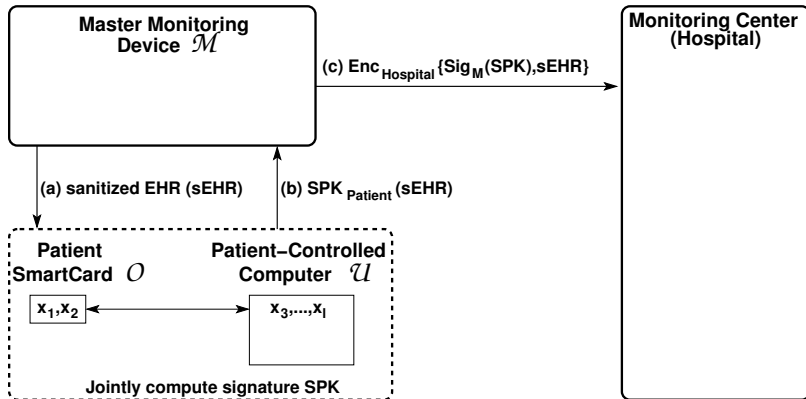 Master Monitoring
Device ℳ
Monitoring Center
(Hospital)
(c) Enc_Hospital{Sig_M(SPK),sEHR}
(a) sanitized EHR (sEHR)
(b) SPK_Patient(sEHR)
Patient
SmartCard 𝒪
Patient−Controlled
Computer 𝒰
x_1,x_2
x_3,...,x_l
Jointly compute signature SPK